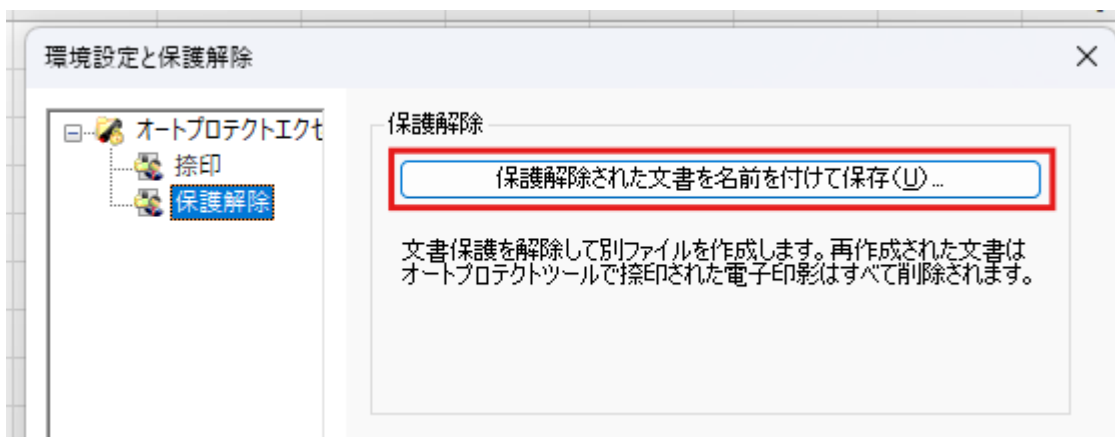 環境設定と保護解除
オートプロテクトエクセ
捺印
保護解除
保護解除
保護解除された文書を名前を付けて保存(U)...
文書保護を解除して別ファイルを作成します。再作成された文書は
オートプロテクトツールで捺印された電子印影はすべて削除されます。